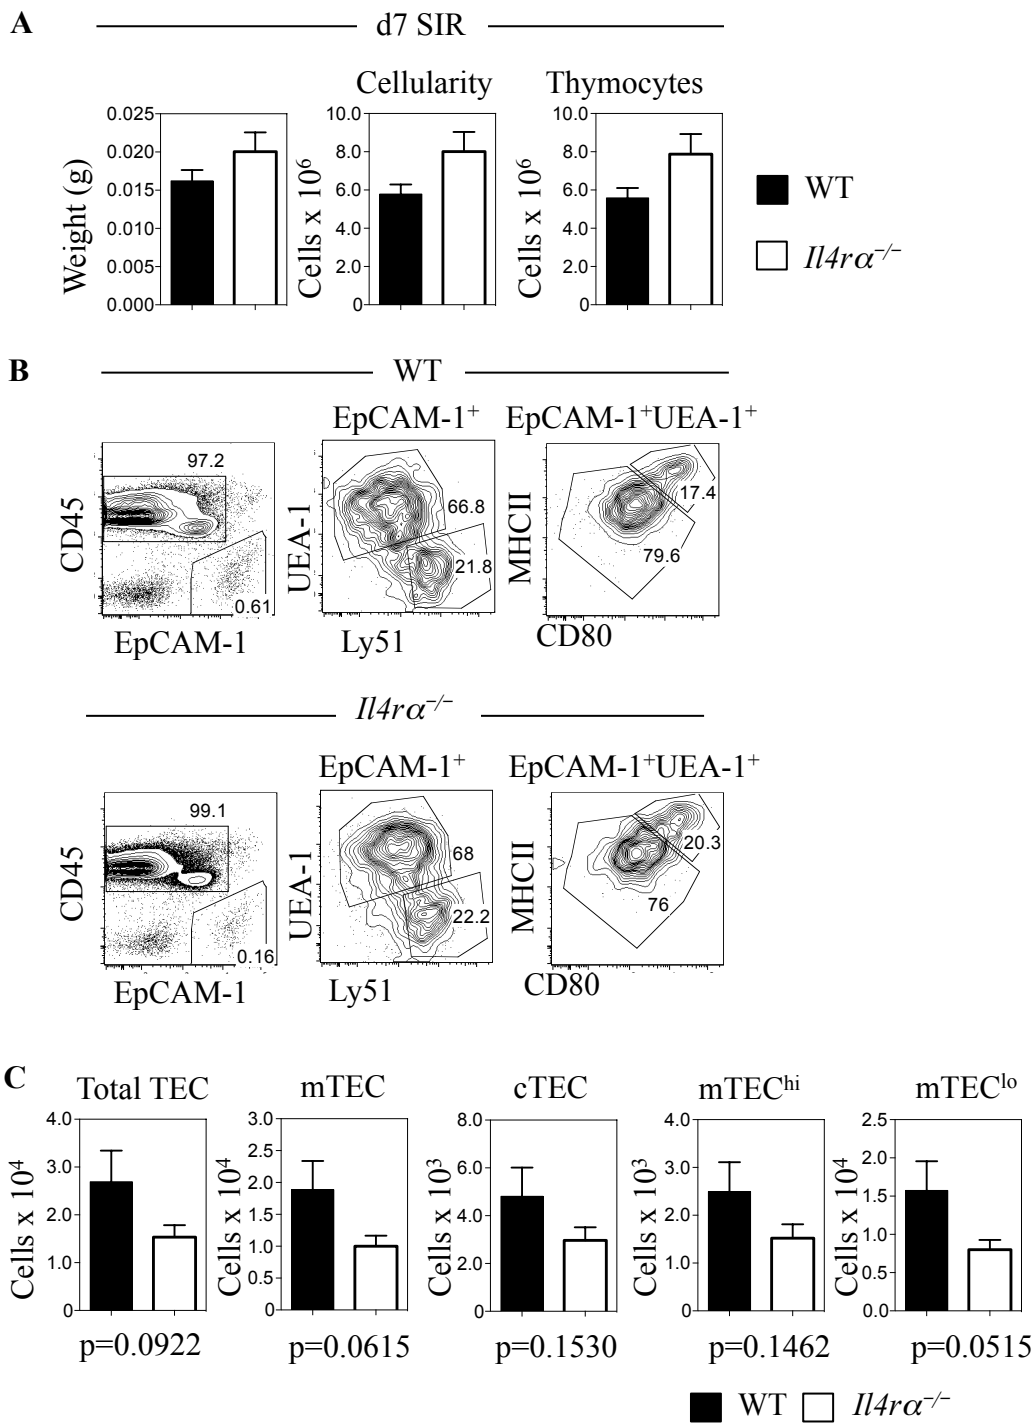 A
d7 SIR
Cellularity
Thymocytes
Weight (g)
0.025
0.020
0.015
0.010
0.005
0.000
Cells x 10⁶
10.0
8.0
6.0
4.0
2.0
0
Cells x 10⁶
10.0
8.0
6.0
4.0
2.0
0
WT
Il4rα⁻/⁻
B
WT
EpCAM-1⁺
EpCAM-1⁺UEA-1⁺
CD45
97.2
0.61
EpCAM-1
UEA-1
66.8
21.8
Ly51
MHCII
17.4
79.6
CD80
Il4rα⁻/⁻
EpCAM-1⁺
EpCAM-1⁺UEA-1⁺
CD45
99.1
0.16
EpCAM-1
UEA-1
68
22.2
Ly51
MHCII
20.3
76
CD80
C
Total TEC
mTEC
cTEC
mTECʰⁱ
mTECˡᵒ
Cells x 10⁴
4.0
3.0
2.0
1.0
0
p=0.0922
Cells x 10⁴
3.0
2.5
2.0
1.5
1.0
0.5
0
p=0.0615
Cells x 10³
8.0
6.0
4.0
2.0
0
p=0.1530
Cells x 10³
4.0
3.0
2.0
1.0
0
p=0.1462
Cells x 10⁴
2.5
2.0
1.5
1.0
0.5
0.0
p=0.0515
WT
Il4rα⁻/⁻